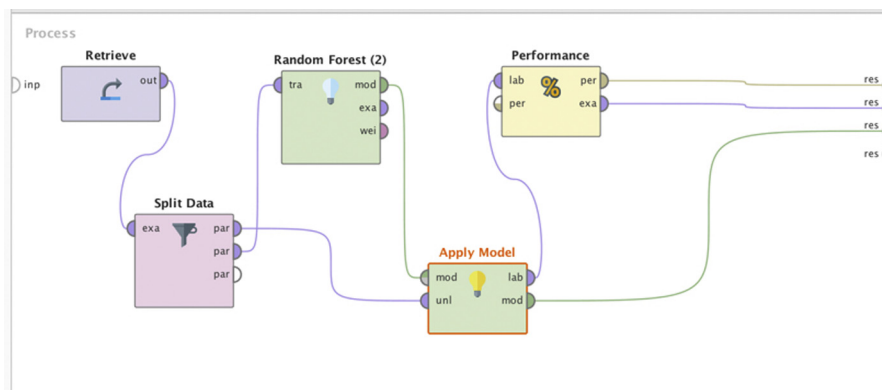 Process
Retrieve
inp
out
Random Forest (2)
tra
mod
exa
wei
Performance
lab
%
per
per
exa
res
res
res
res
Split Data
exa
par
par
par
Apply Model
mod
lab
unl
mod